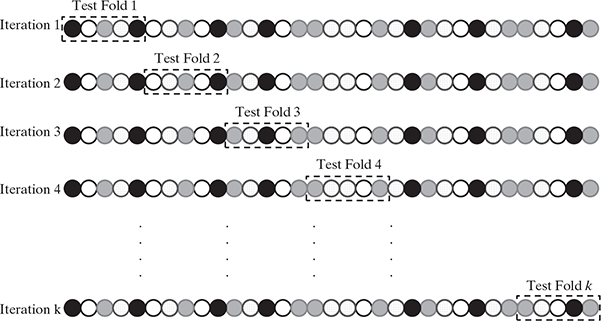 Test Fold 1
Iteration 1
Test Fold 2
Iteration 2
Test Fold 3
Iteration 3
Test Fold 4
Iteration 4
Test Fold k
Iteration k